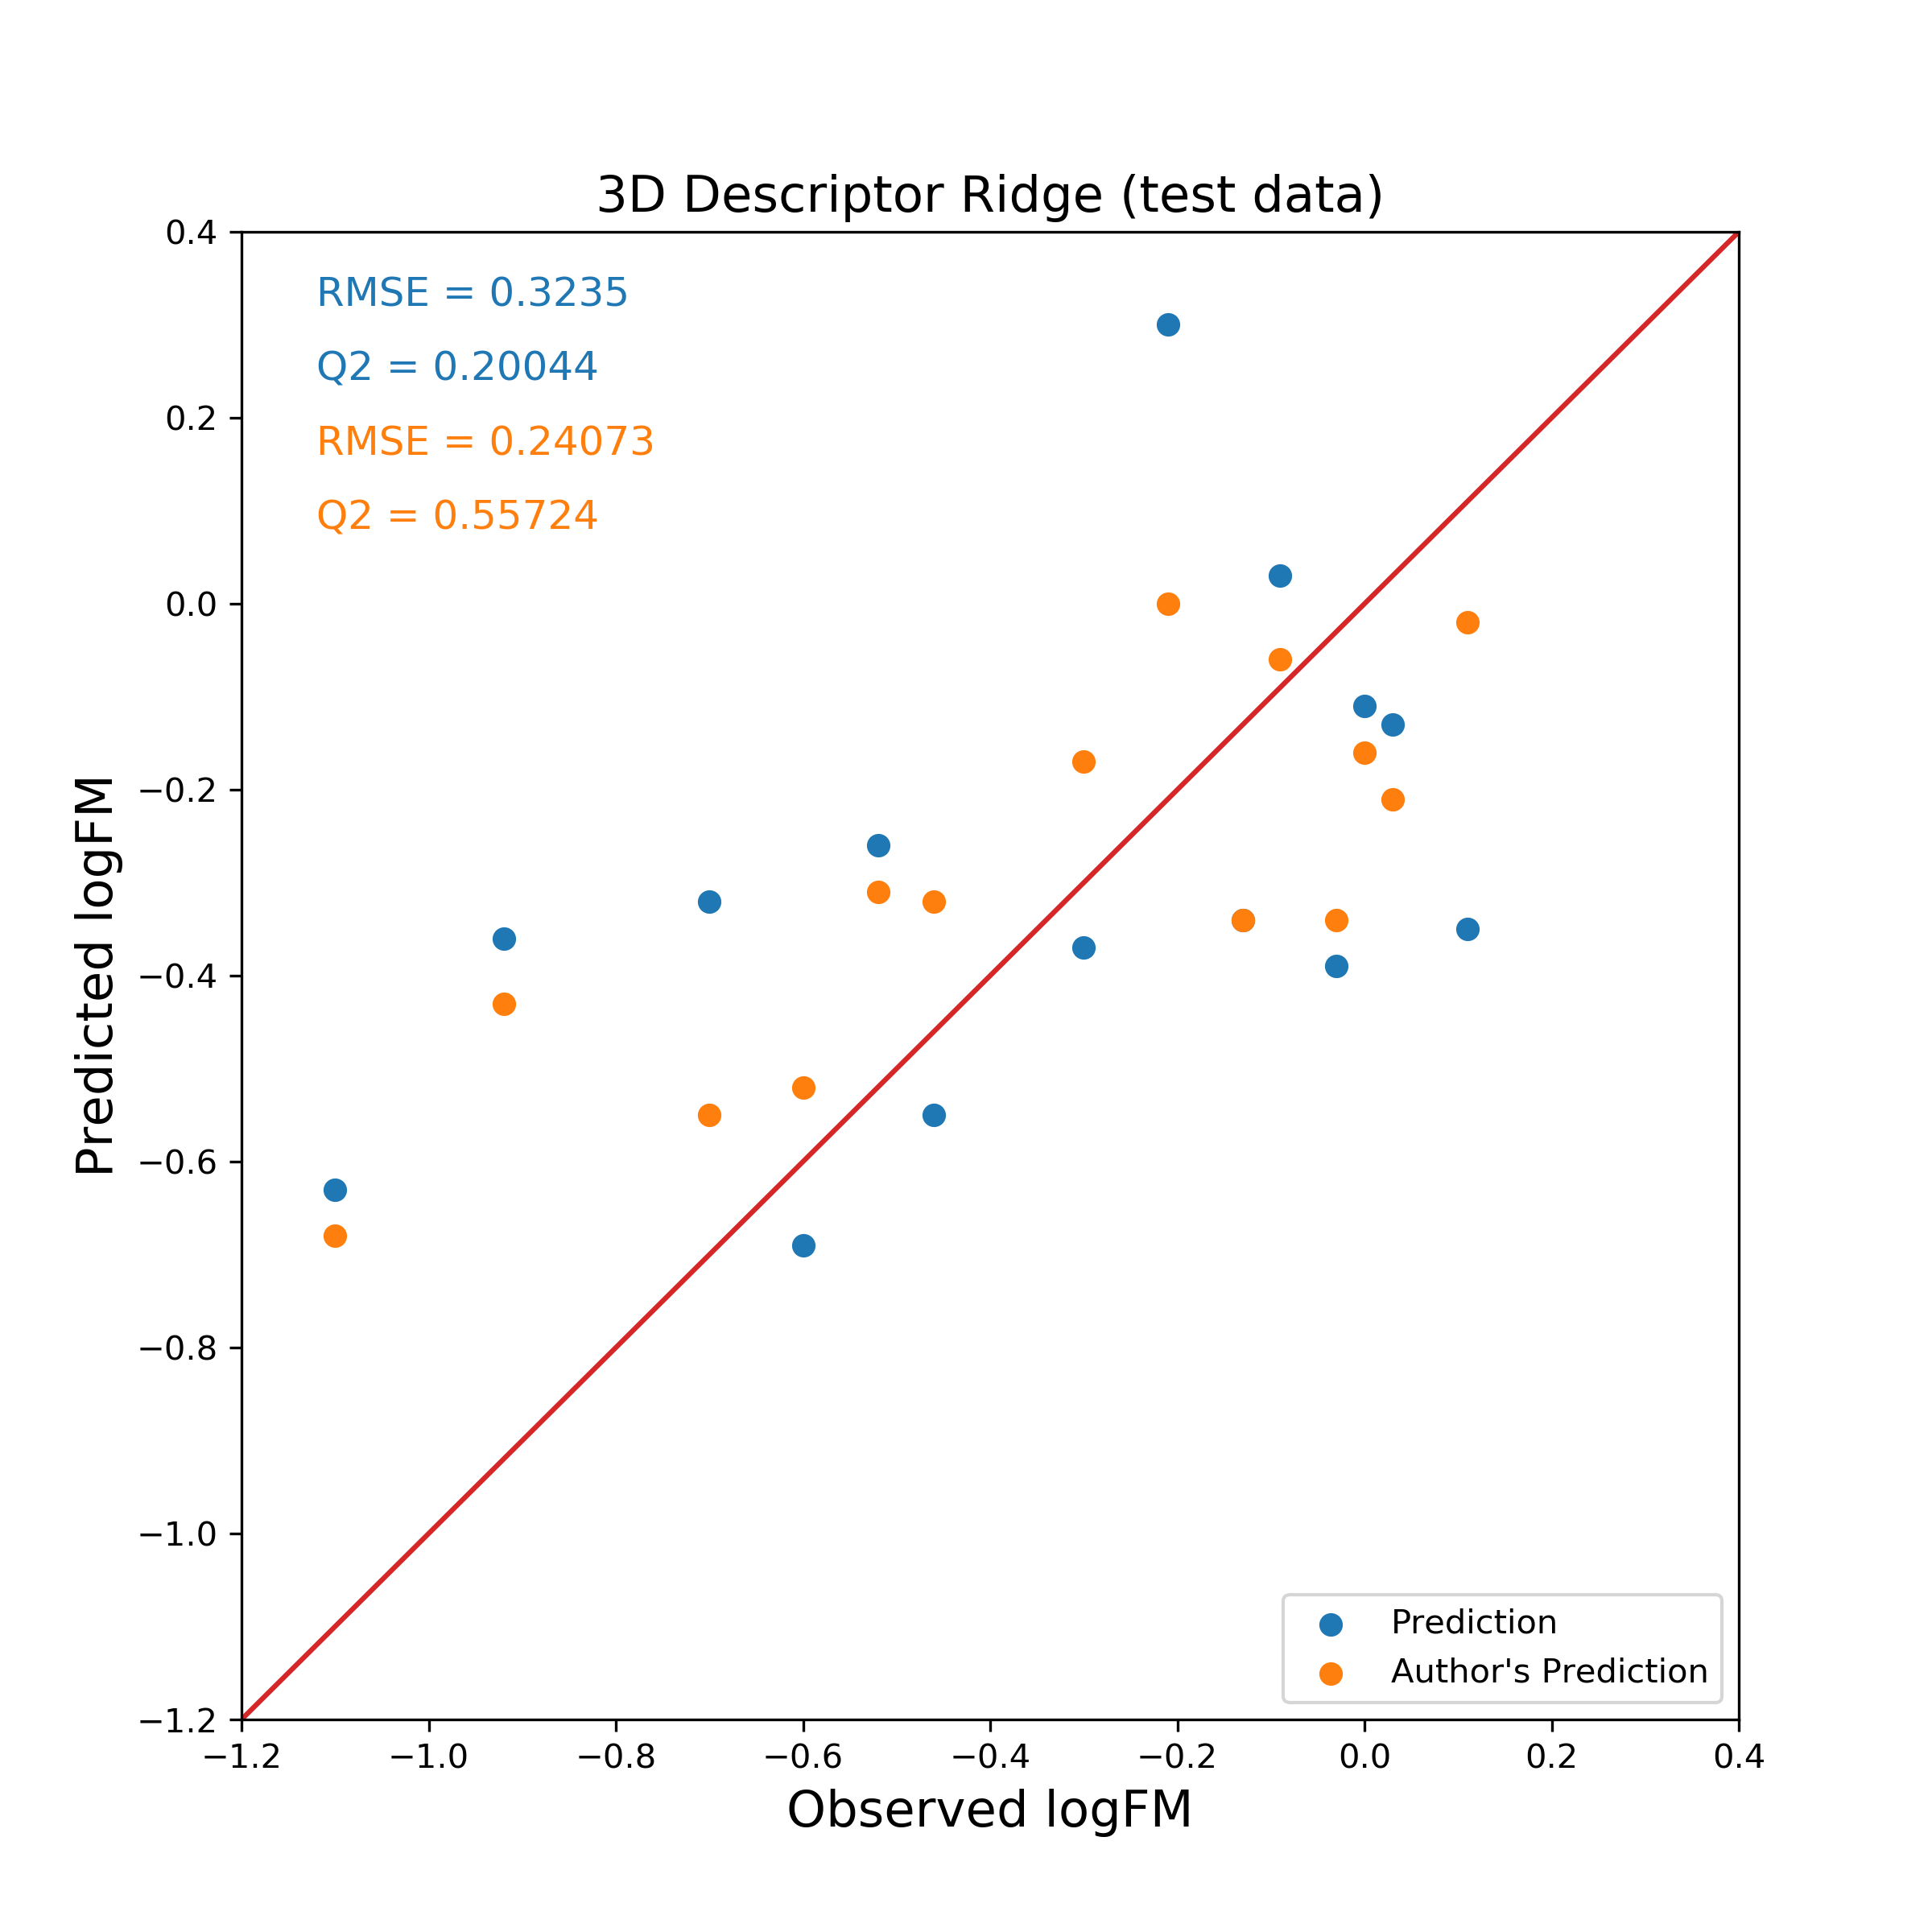 3D Descriptor Ridge (test data)
RMSE = 0.3235
Q2 = 0.20044
RMSE = 0.24073
Q2 = 0.55724
0.4
0.2
0.0
−0.2
−0.4
−0.6
−0.8
−1.0
−1.2
Predicted logFM
Prediction
Author's Prediction
−1.2 −1.0 −0.8 −0.6 −0.4 −0.2 0.0 0.2 0.4
Observed logFM